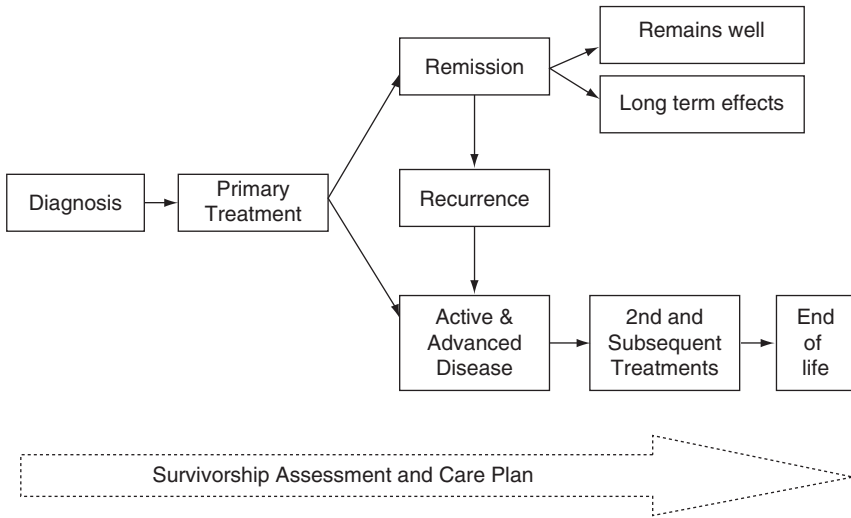 Remains well
Remission
Long term effects
Diagnosis
Primary
Treatment
Recurrence
Active &
Advanced
Disease
2nd and
Subsequent
Treatments
End
of
life
Survivorship Assessment and Care Plan